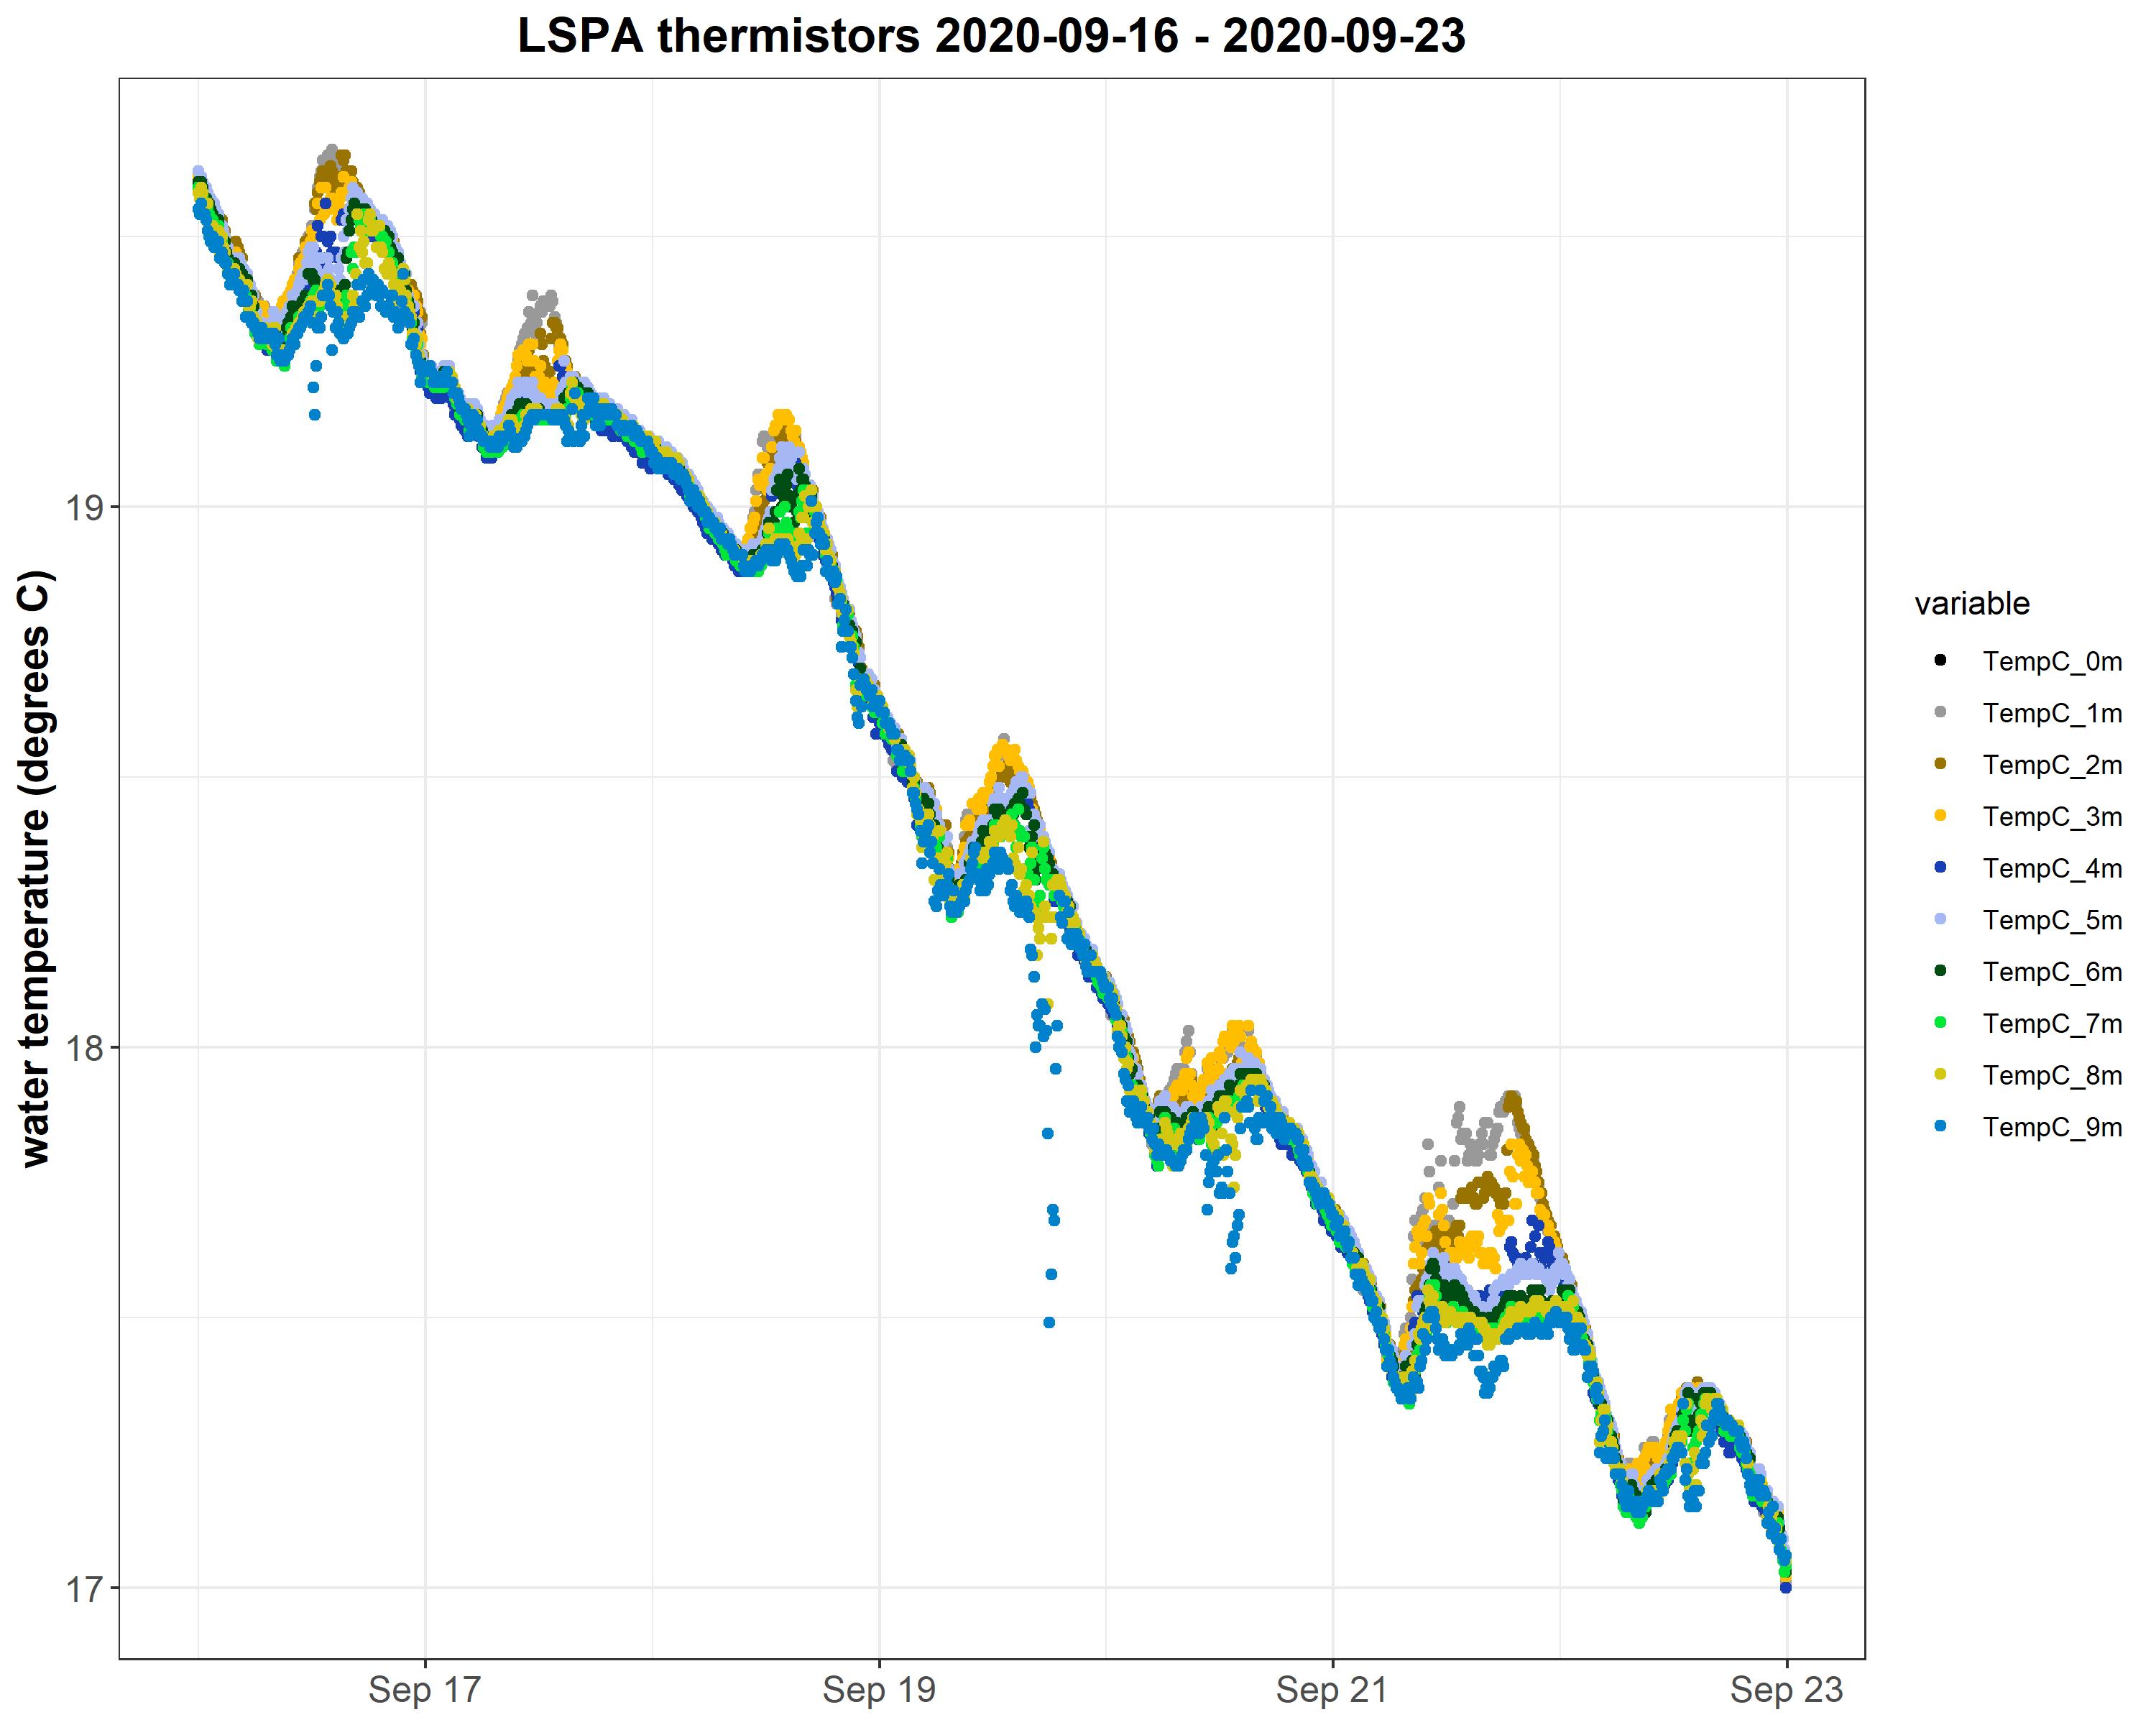 LSPA thermistors 2020-09-16 - 2020-09-23
water temperature (degrees C)
19
18
17
Sep 17
Sep 19
Sep 21
Sep 23
variable
TempC_0m
TempC_1m
TempC_2m
TempC_3m
TempC_4m
TempC_5m
TempC_6m
TempC_7m
TempC_8m
TempC_9m